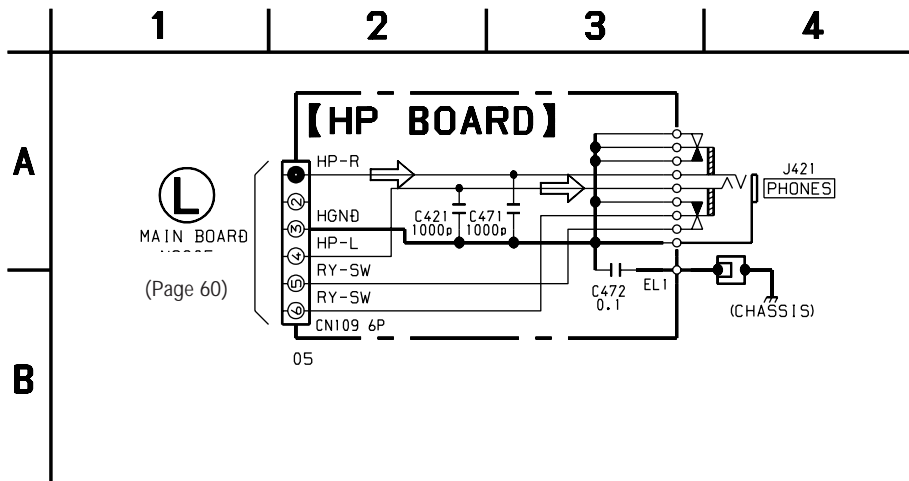 1 2 3 4
A
B
【HP BOARD】
L
MAIN BOARD
(Page 60)
HP-R
2
HGND
3
HP-L
4
RY-SW
5
RY-SW
6
CN109 6P
05
C421
1000p
C471
1000p
C472
0.1
EL1
J421
PHONES
(CHASSIS)